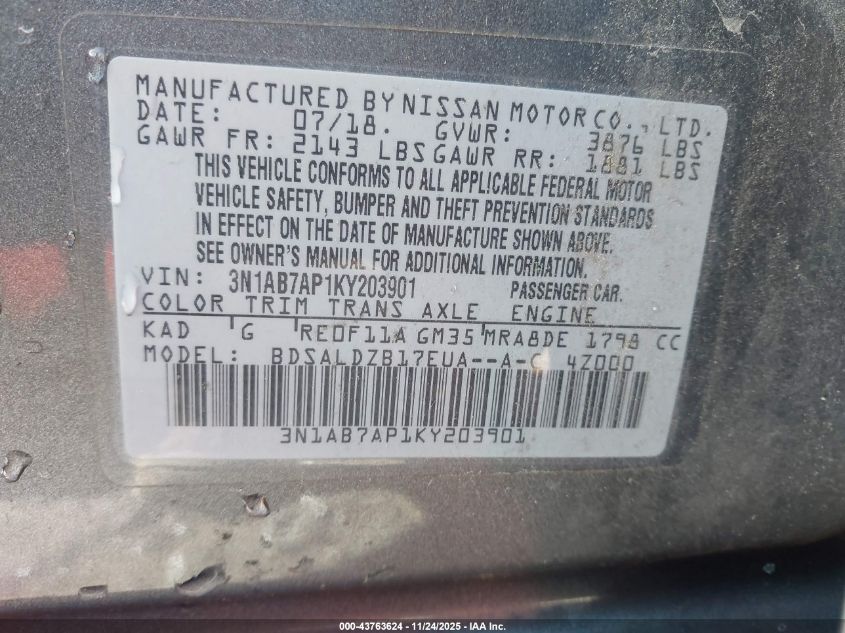 MANUFACTURED BY NISSAN MOTOR CO., LTD.
DATE: 07/18. GVWR: 3876 LBS
GAWR FR: 2143 LBS GAWR RR: 1881 LBS
THIS VEHICLE CONFORMS TO ALL APPLICABLE FEDERAL MOTOR
VEHICLE SAFETY, BUMPER AND THEFT PREVENTION STANDARDS
IN EFFECT ON THE DATE OF MANUFACTURE SHOWN ABOVE.
SEE OWNER'S MANUAL FOR ADDITIONAL INFORMATION.
VIN: 3N1AB7AP1KY203901 PASSENGER CAR.
COLOR TRIM TRANS AXLE ENGINE
KAD G RE0F11A GM35 MRA8DE 1798 CC
MODEL: BDSALDZB17EUA--A-C 4Z000
3N1AB7AP1KY203901
000-43763624 | 11/24/2025 - IAA Inc.